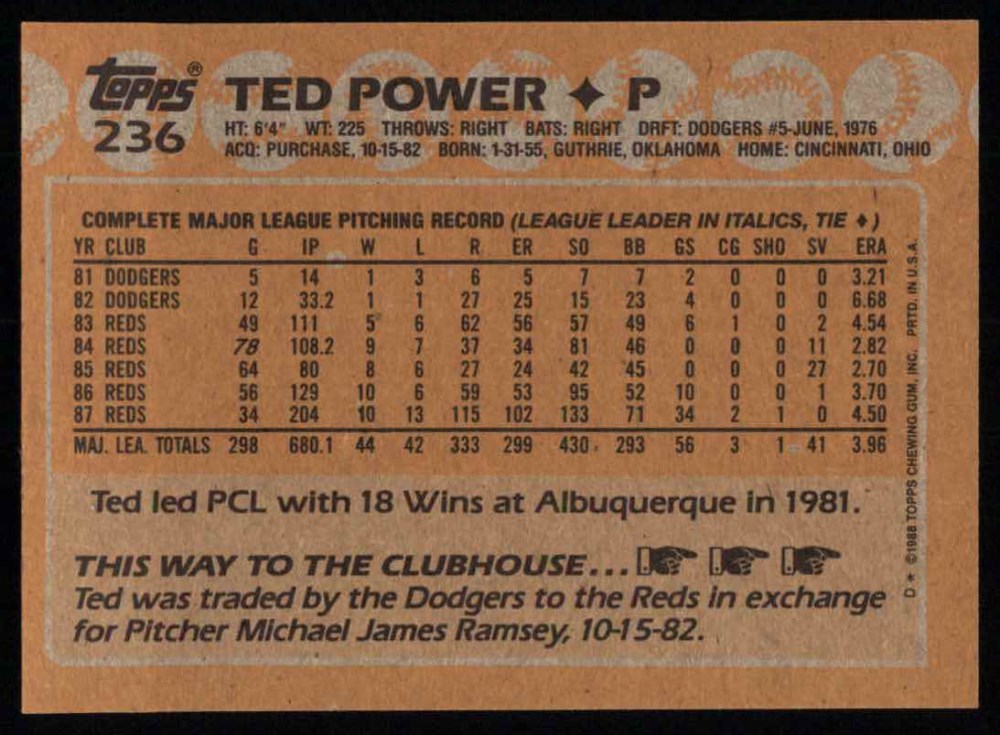 topps® TED POWER ✦ P
236 HT: 6'4" WT: 225 THROWS: RIGHT BATS: RIGHT DRFT: DODGERS #5-JUNE, 1976
ACQ: PURCHASE, 10-15-82 BORN: 1-31-55, GUTHRIE, OKLAHOMA HOME: CINCINNATI, OHIO
COMPLETE MAJOR LEAGUE PITCHING RECORD (LEAGUE LEADER IN ITALICS, TIE ♦)
YR CLUB G IP W L R ER SO BB GS CG SHO SV ERA
81 DODGERS 5 14 1 3 6 5 7 7 2 0 0 0 3.21
82 DODGERS 12 33.2 1 1 27 25 15 23 4 0 0 0 6.68
83 REDS 49 111 5 6 62 56 57 49 6 1 0 2 4.54
84 REDS 78 108.2 9 7 37 34 81 46 0 0 0 11 2.82
85 REDS 64 80 8 6 27 24 42 45 0 0 0 27 2.70
86 REDS 56 129 10 6 59 53 95 52 10 0 0 1 3.70
87 REDS 34 204 10 13 115 102 133 71 34 2 1 0 4.50
MAJ. LEA. TOTALS 298 680.1 44 42 333 299 430 293 56 3 1 41 3.96
Ted led PCL with 18 Wins at Albuquerque in 1981.
THIS WAY TO THE CLUBHOUSE...
Ted was traded by the Dodgers to the Reds in exchange
for Pitcher Michael James Ramsey, 10-15-82.
D* ©1988 TOPPS CHEWING GUM, INC. PRTD. IN U.S.A.